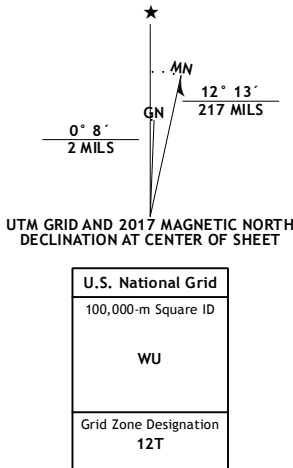 MN
GN
12° 13´
217 MILS
0° 8´
2 MILS
UTM GRID AND 2017 MAGNETIC NORTH
DECLINATION AT CENTER OF SHEET
U.S. National Grid
100,000-m Square ID
WU
Grid Zone Designation
12T